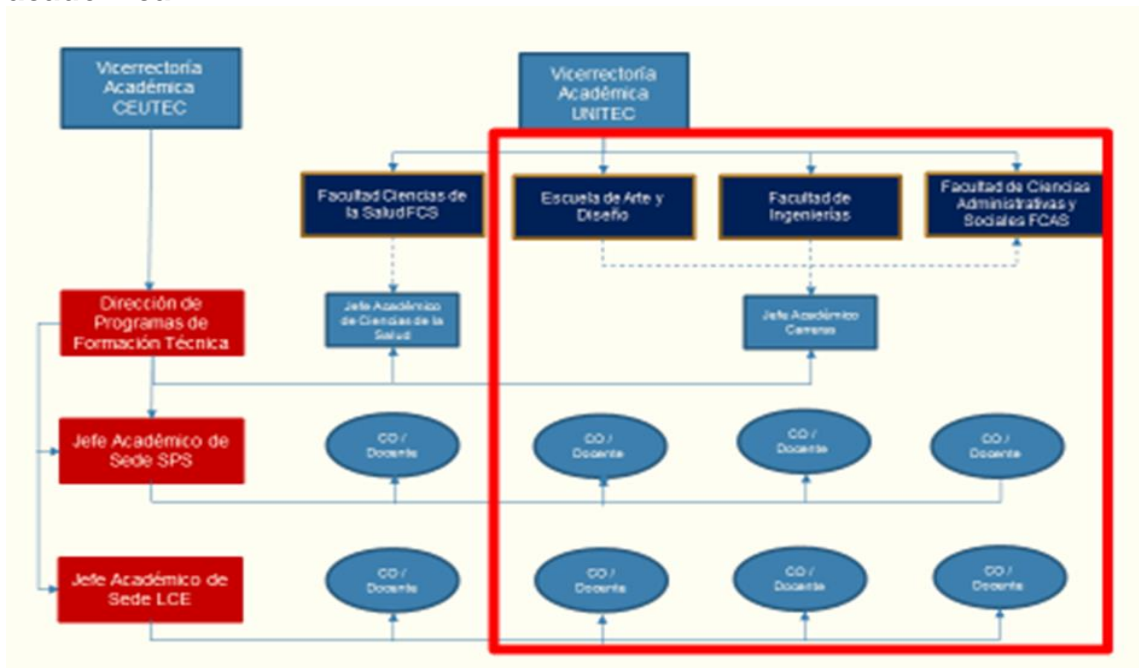 Vicerrectoría
Académica
CEUTEC
Vicerrectoría
Académica
UNITEC
Facultad Ciencias de
la Salud FCS
Escuela de Arte y
Diseño
Facultad de
Ingenierías
Facultad de Ciencias
Administrativas y
Sociales FCAS
Dirección de
Programas de
Formación Técnica
Jefe Académico
de Ciencias de la
Salud
Jefe Académico
Carreras
Jefe Académico de
Sede SPS
CO /
Docente
CO /
Docente
CO /
Docente
CO /
Docente
Jefe Académico de
Sede LCE
CO /
Docente
CO /
Docente
CO /
Docente
CO /
Docente